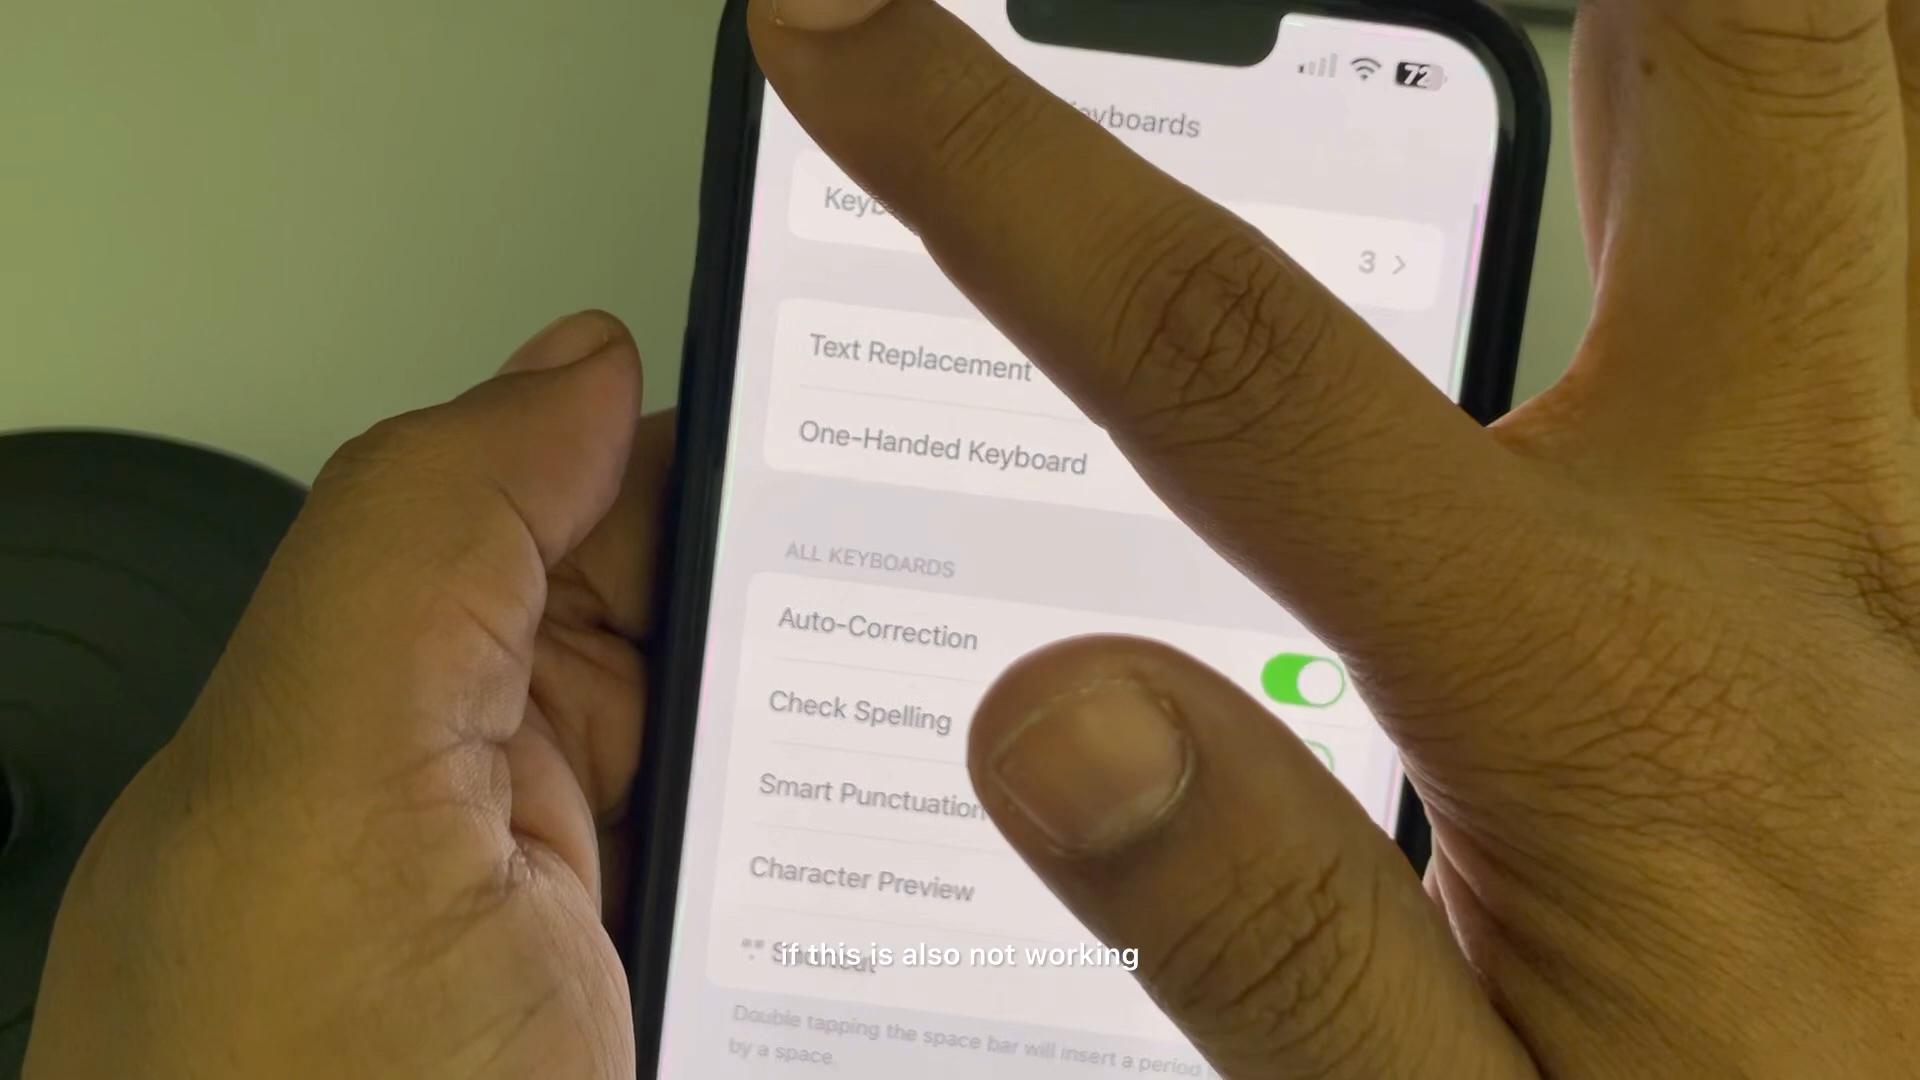 72
Keyboards
3
Text Replacement
One-Handed Keyboard
ALL KEYBOARDS
Auto-Correction
Check Spelling
Smart Punctuation
Character Preview
if this is also not working
Double tapping the space bar will insert a period
by a space.